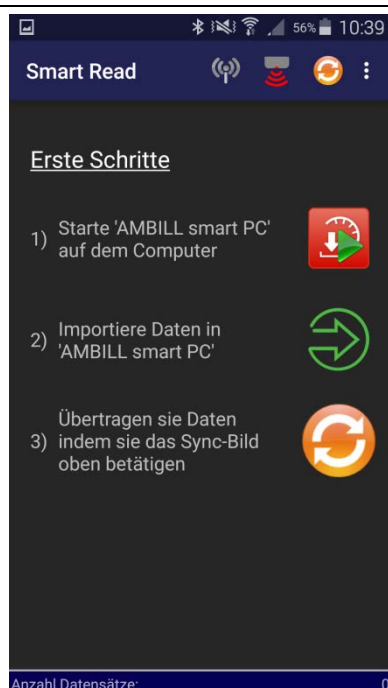 56% 10:39
Smart Read
Erste Schritte
1) Starte 'AMBILL smart PC'
auf dem Computer
2) Importiere Daten in
'AMBILL smart PC'
Übertragen sie Daten
3) indem sie das Sync-Bild
oben betätigen
Anzahl Datensätze: 0